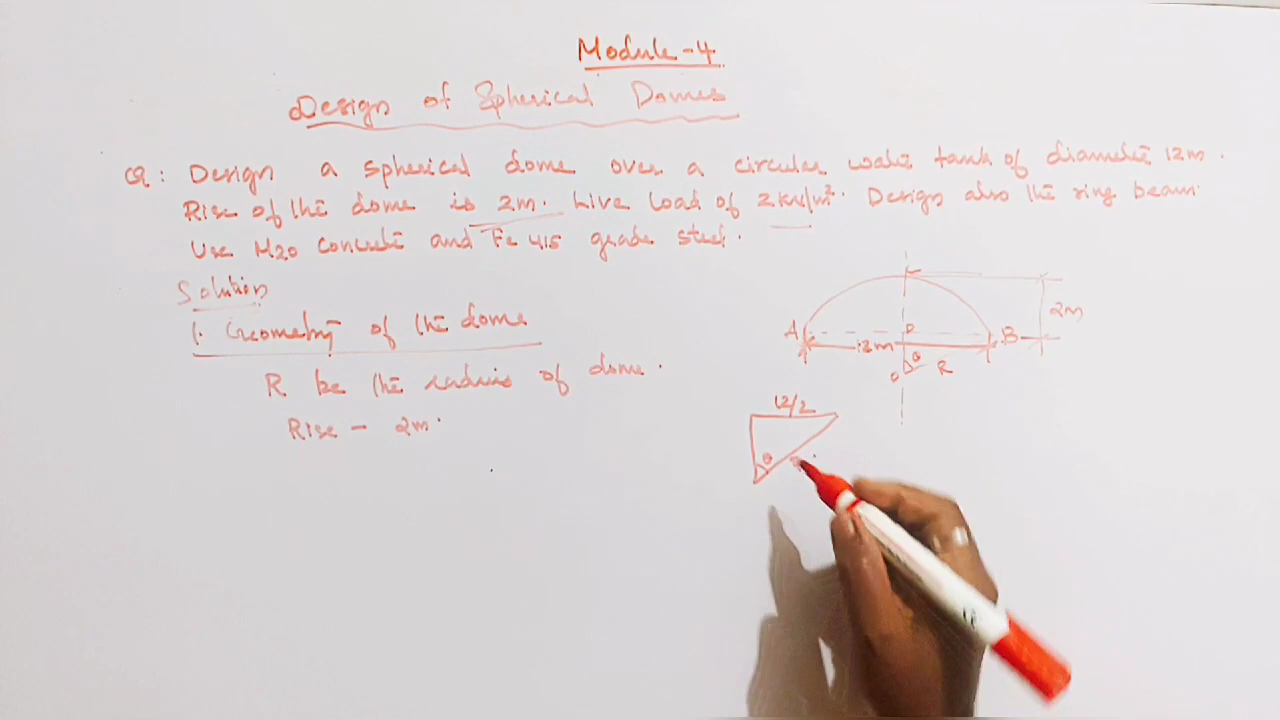 Module-4
Design of Spherical Domes
Q: Design a spherical dome over a circular water tank of diameter 12m.
Rise of the dome is 2m. Live Load of 2kN/m². Design also the ring beam.
Use M20 concrete and Fe 415 grade steel.
Solution
1. Geometry of the dome
R be the radius of dome.
Rise - 2m.
2m
A
B
12m
θ
R
O
12/2
θ